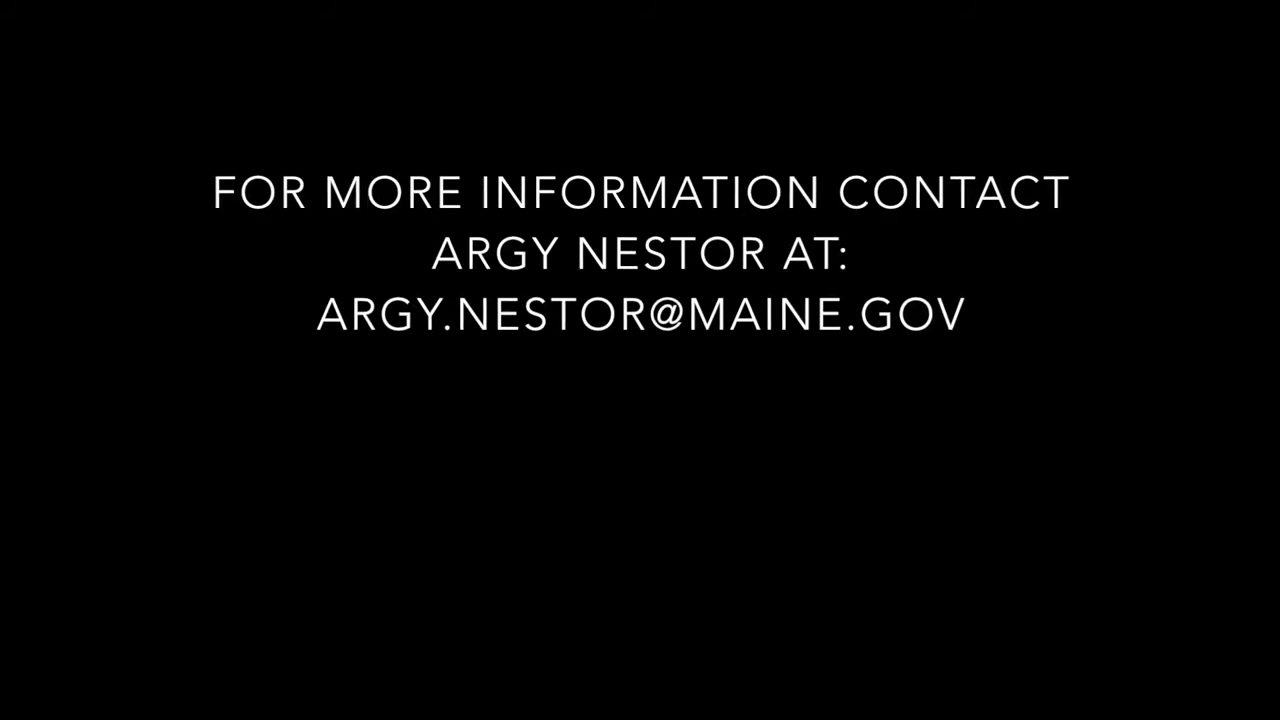 FOR MORE INFORMATION CONTACT
ARGY NESTOR AT:
ARGY.NESTOR@MAINE.GOV